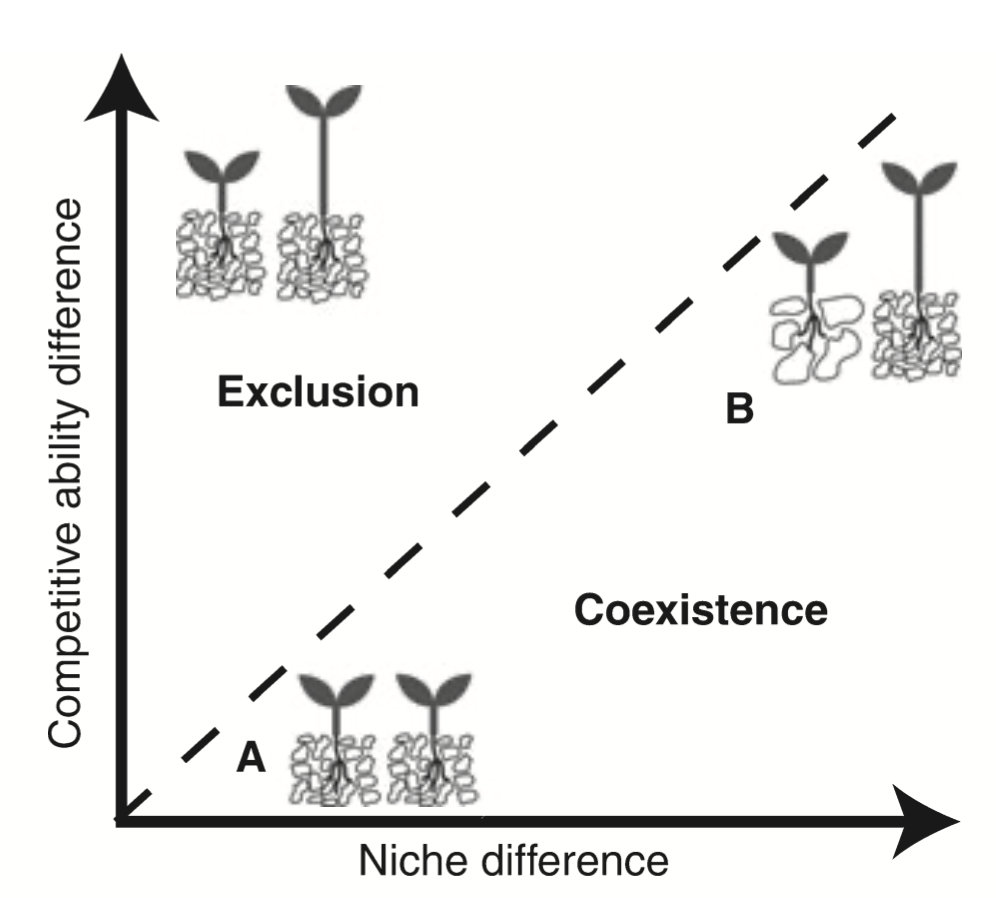 Competitive ability difference
Exclusion
B
Coexistence
A
Niche difference